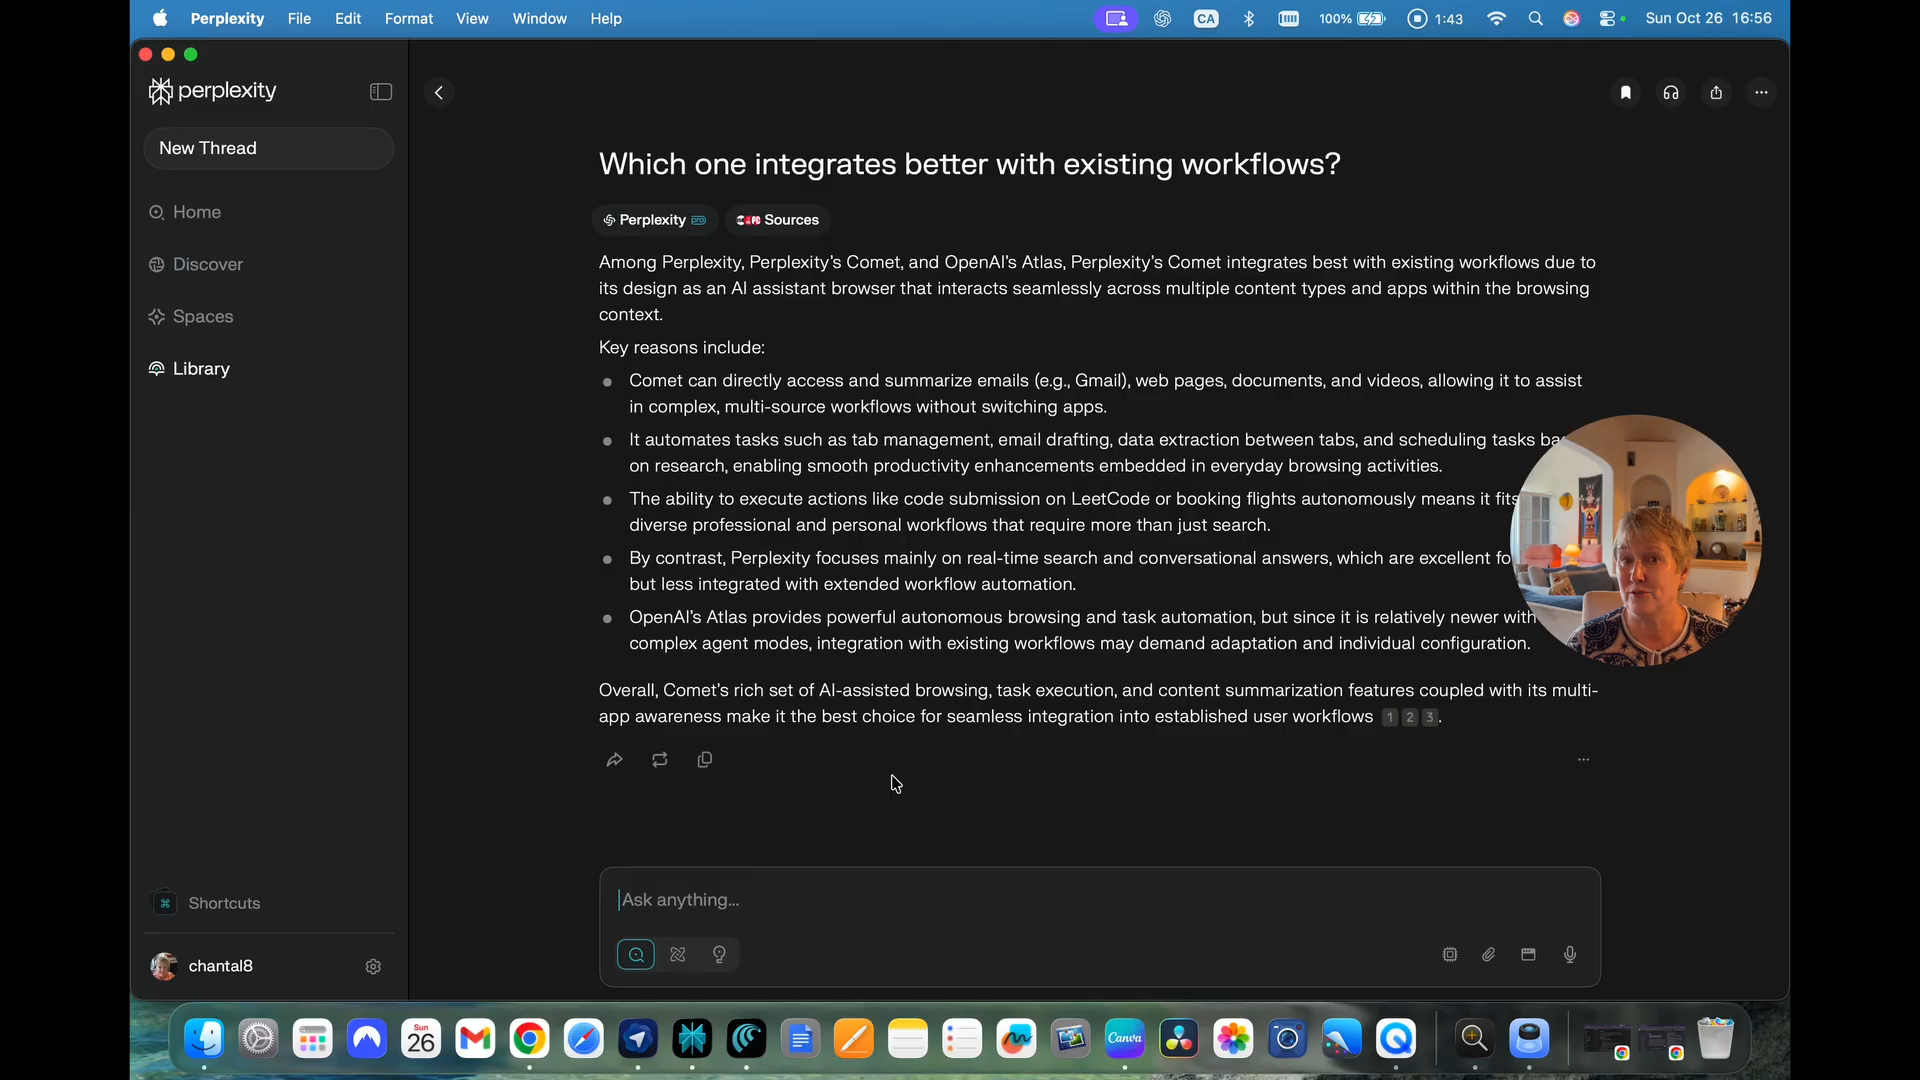 Perplexity File Edit Format View Window Help
CA 100% 1:43 Sun Oct 26 16:56
perplexity
New Thread
Home
Discover
Spaces
Library
Shortcuts
chantal8
Which one integrates better with existing workflows?
Perplexity pro Sources
Among Perplexity, Perplexity's Comet, and OpenAI's Atlas, Perplexity's Comet integrates best with existing workflows due to
its design as an AI assistant browser that interacts seamlessly across multiple content types and apps within the browsing
context.
Key reasons include:
Comet can directly access and summarize emails (e.g., Gmail), web pages, documents, and videos, allowing it to assist
in complex, multi-source workflows without switching apps.
It automates tasks such as tab management, email drafting, data extraction between tabs, and scheduling tasks
on research, enabling smooth productivity enhancements embedded in everyday browsing activities.
The ability to execute actions like code submission on LeetCode or booking flights autonomously means it fits
diverse professional and personal workflows that require more than just search.
By contrast, Perplexity focuses mainly on real-time search and conversational answers, which are excellent
but less integrated with extended workflow automation.
OpenAI's Atlas provides powerful autonomous browsing and task automation, but since it is relatively newer with
complex agent modes, integration with existing workflows may demand adaptation and individual configuration.
Overall, Comet's rich set of AI-assisted browsing, task execution, and content summarization features coupled with its multi-
app awareness make it the best choice for seamless integration into established user workflows 1 2 3.
Ask anything...
Sun
26
Canva